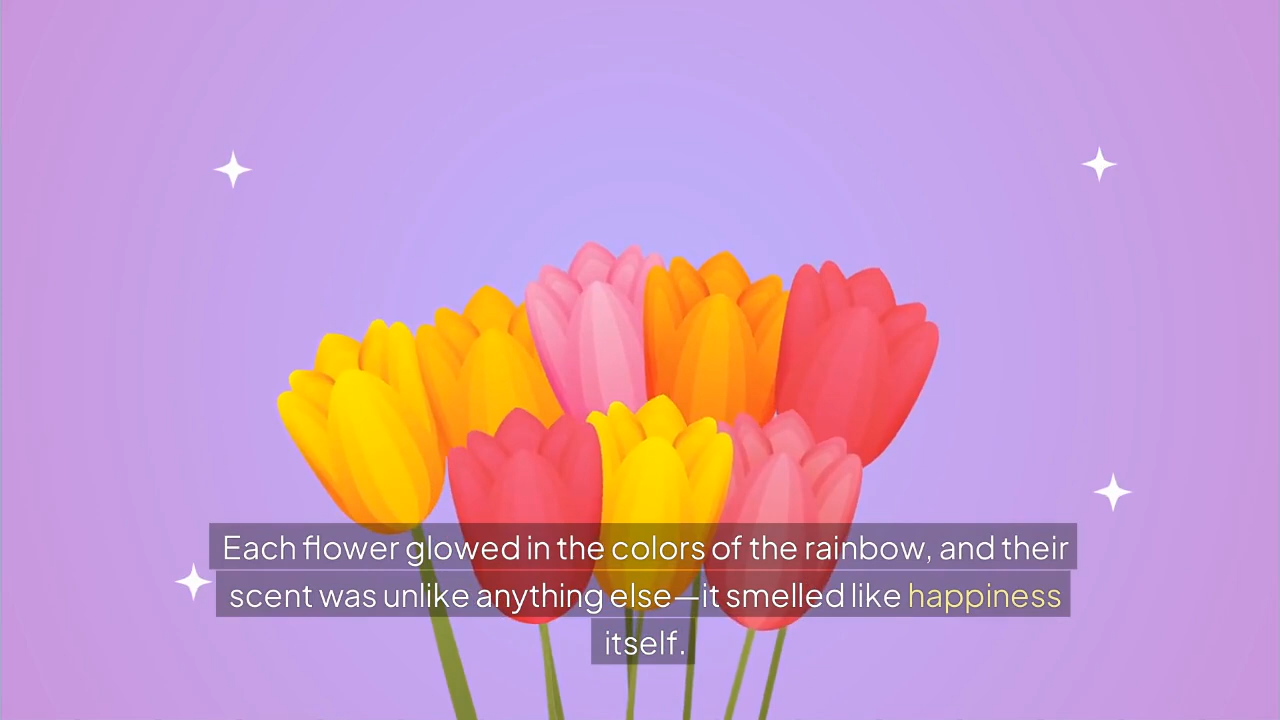 Each flower glowed in the colors of the rainbow, and their
scent was unlike anything else—it smelled like happiness
itself.